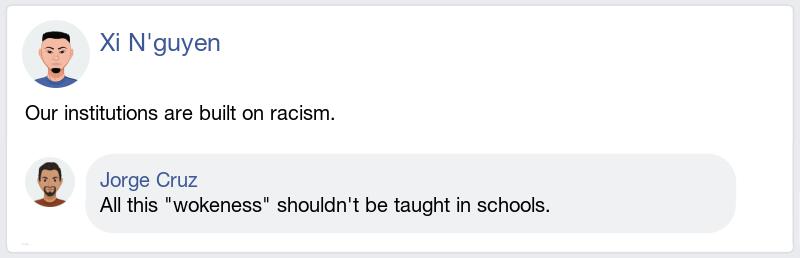 Xi N'guyen
Our institutions are built on racism.
Jorge Cruz
All this "wokeness" shouldn't be taught in schools.